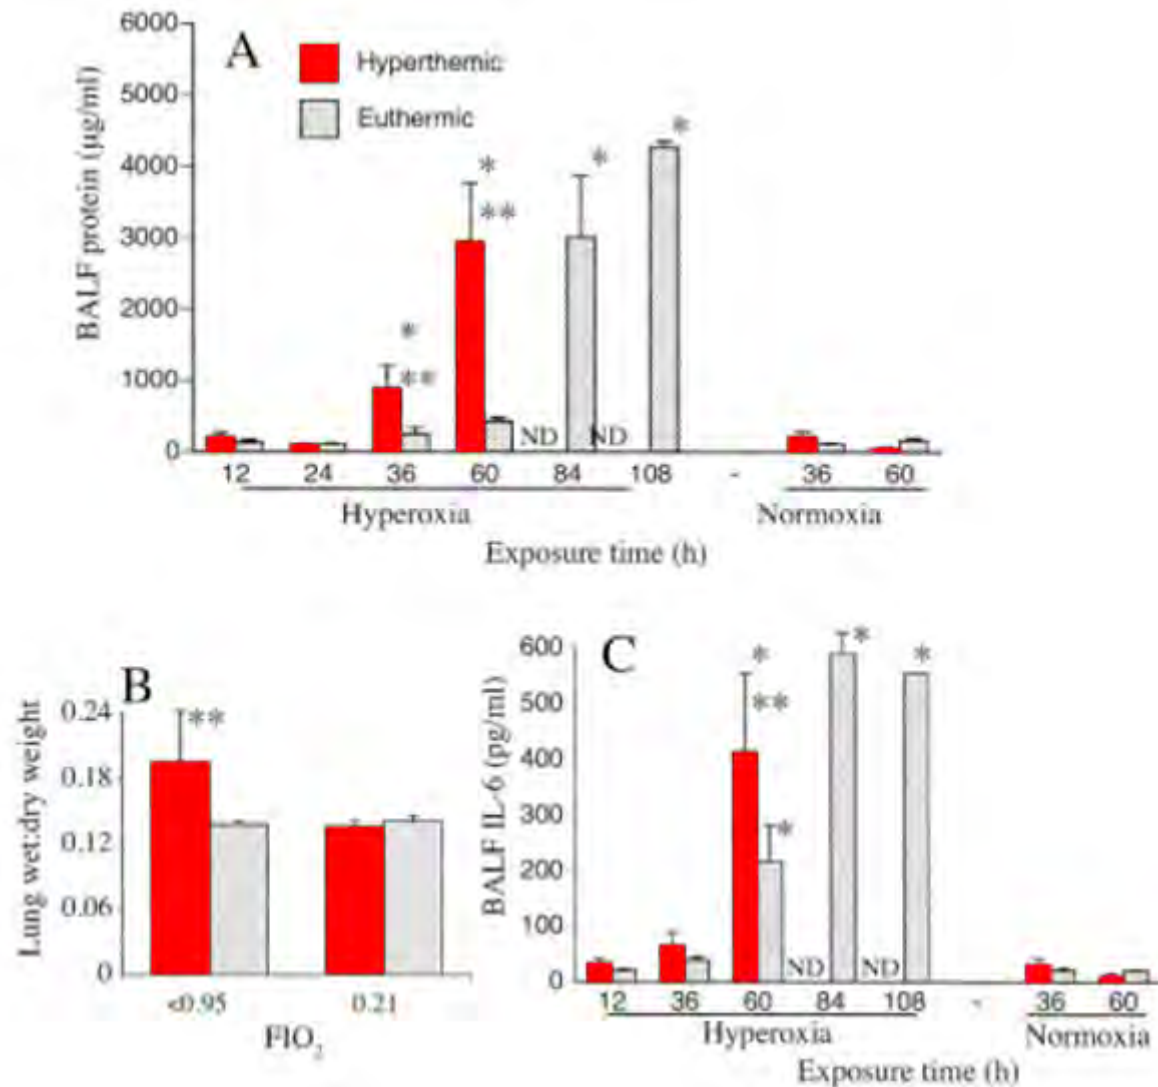 A
Hyperthemic
Euthermic
BALF protein (µg/ml)
6000
5000
4000
3000
2000
1000
0
*
**
*
**
*
*
ND
ND
12 24 36 60 84 108 - 36 60
Hyperoxia Normoxia
Exposure time (h)
B
Lung wet:dry weight
0.24
0.18
0.12
0.06
0
**
<0.95 0.21
FIO₂
C
BALF IL-6 (pg/ml)
600
500
400
300
200
100
0
*
**
*
*
*
ND
ND
12 36 60 84 108 - 36 60
Hyperoxia Normoxia
Exposure time (h)